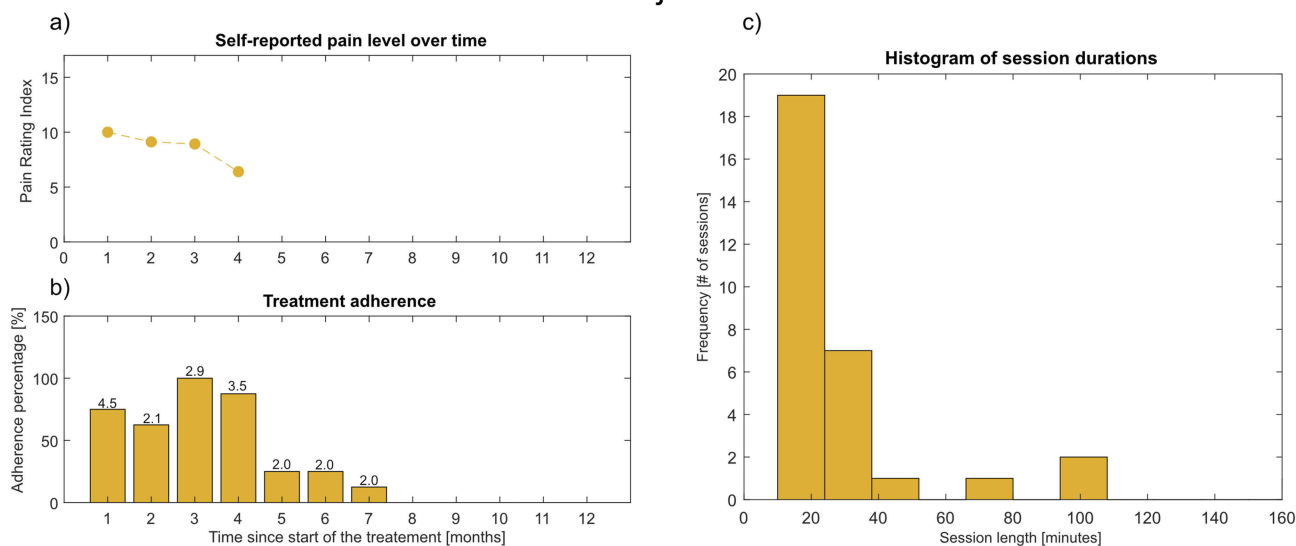 a)
Self-reported pain level over time
Pain Rating Index
15
10
5
0
0 1 2 3 4 5 6 7 8 9 10 11 12
b)
Treatment adherence
Adherence percentage [%]
150
100
50
0
4.5 2.1 2.9 3.5 2.0 2.0 2.0
1 2 3 4 5 6 7 8 9 10 11 12
Time since start of the treatement [months]
c)
Histogram of session durations
Frequency [# of sessions]
20
18
16
14
12
10
8
6
4
2
0
0 20 40 60 80 100 120 140 160
Session length [minutes]